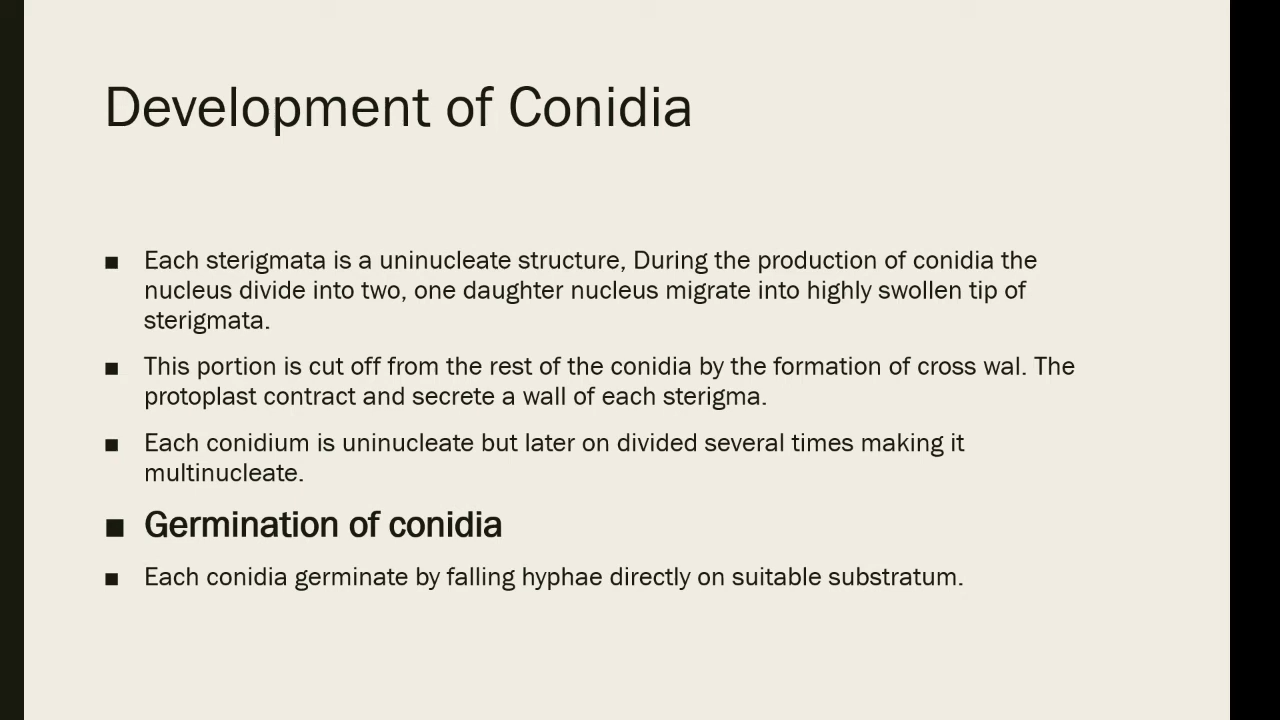 Development of Conidia
■ Each sterigmata is a uninucleate structure, During the production of conidia the
nucleus divide into two, one daughter nucleus migrate into highly swollen tip of
sterigmata.
■ This portion is cut off from the rest of the conidia by the formation of cross wal. The
protoplast contract and secrete a wall of each sterigma.
■ Each conidium is uninucleate but later on divided several times making it
multinucleate.
■ Germination of conidia
■ Each conidia germinate by falling hyphae directly on suitable substratum.